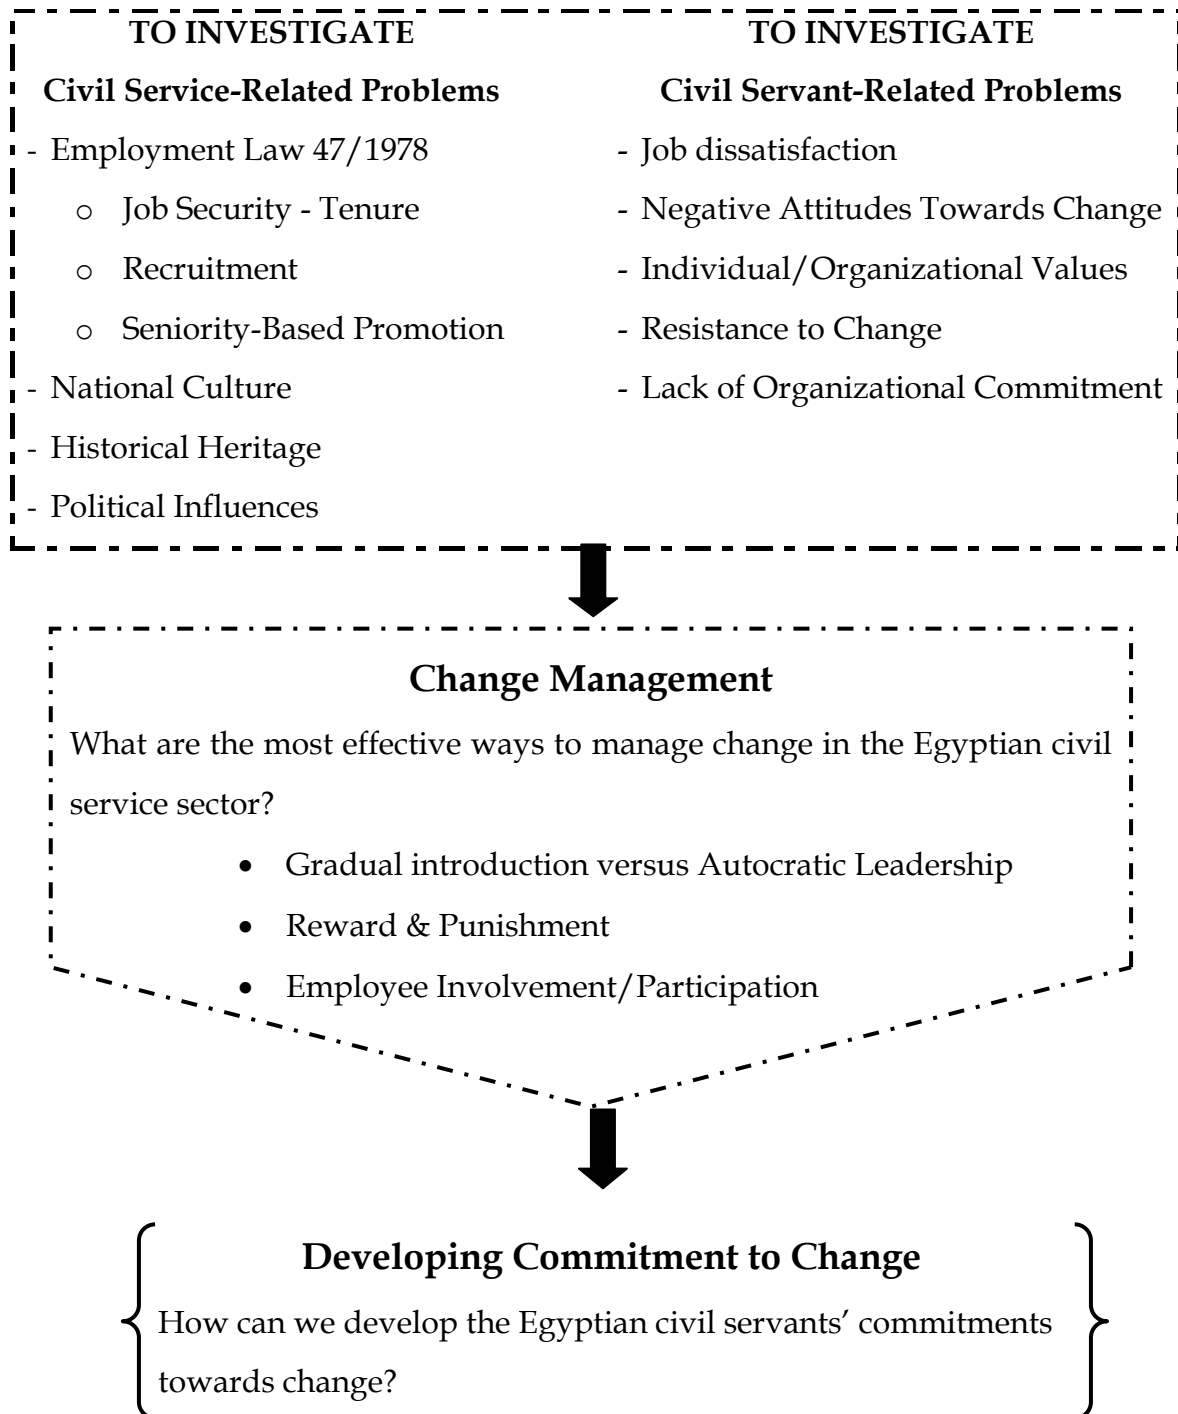 TO INVESTIGATE
Civil Service-Related Problems
- Employment Law 47/1978
o Job Security - Tenure
o Recruitment
o Seniority-Based Promotion
- National Culture
- Historical Heritage
- Political Influences
TO INVESTIGATE
Civil Servant-Related Problems
- Job dissatisfaction
- Negative Attitudes Towards Change
- Individual/Organizational Values
- Resistance to Change
- Lack of Organizational Commitment
Change Management
What are the most effective ways to manage change in the Egyptian civil
service sector?
• Gradual introduction versus Autocratic Leadership
• Reward & Punishment
• Employee Involvement/Participation
Developing Commitment to Change
How can we develop the Egyptian civil servants’ commitments
towards change?